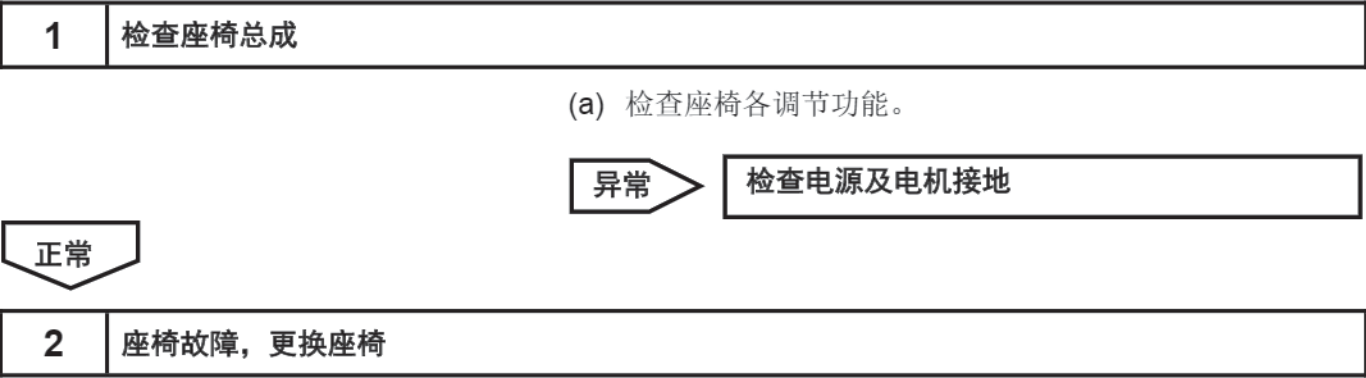 1 检查座椅总成
(a) 检查座椅各调节功能。
异常 检查电源及电机接地
正常
2 座椅故障，更换座椅